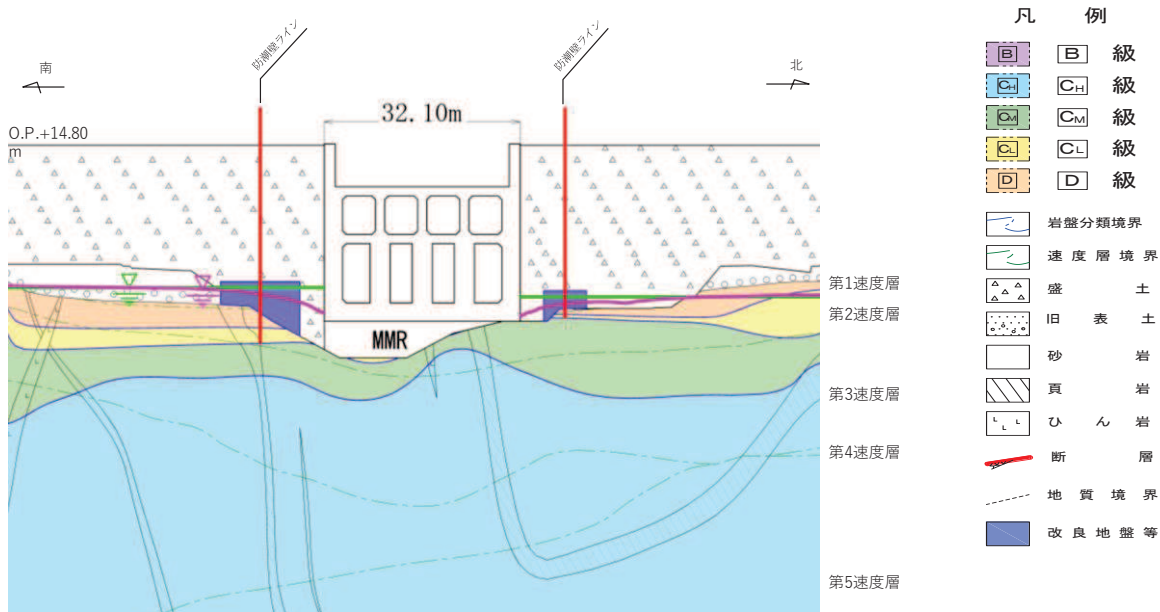 南
防潮壁ライン
防潮壁ライン
北
32.10m
O.P.+14.80
m
MMR
第1速度層
第2速度層
第3速度層
第4速度層
第5速度層
凡 例
B B 級
CH CH 級
CM CM 級
CL CL 級
D D 級
岩盤分類境界
速度層境界
盛 土
旧 表 土
砂 岩
頁 岩
ひ ん 岩
断 層
地 質 境 界
改 良 地 盤 等